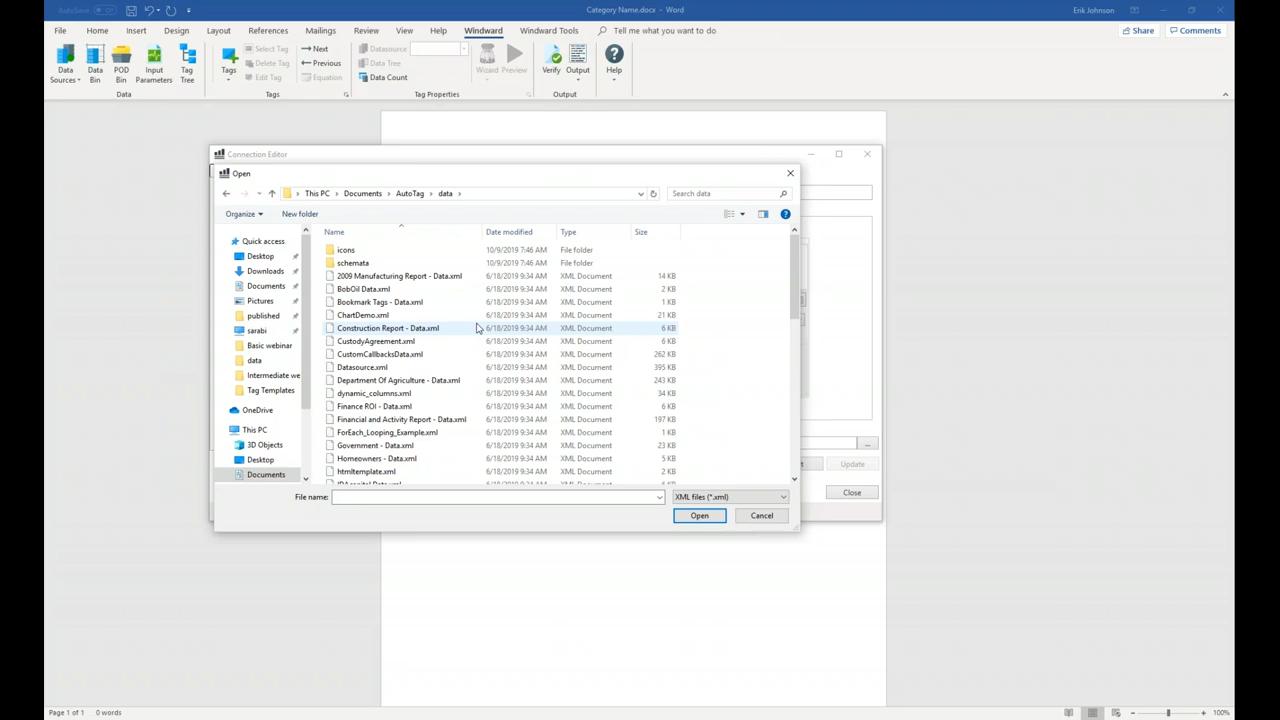 AutoSave Off
Category Name.docx - Word
Erik Johnson
File Home Insert Design Layout References Mailings Review View Help Windward Windward Tools Tell me what you want to do
Share Comments
Data Sources
Data Bin
POD Bin
Input Parameters
Tag Tree
Data
Tags
Select Tag
Delete Tag
Edit Tag
Next
Previous
Equation
Tags
Datasource
Data Tree
Data Count
Wizard
Preview
Tag Properties
Verify
Output
Output
Help
Connection Editor
Open
This PC > Documents > AutoTag > data >
Search data
Organize New folder
Name Date modified Type Size
Quick access
Desktop
Downloads
Documents
Pictures
published
sarabi
Basic webinar
data
Intermediate we
Tag Templates
OneDrive
This PC
3D Objects
Desktop
Documents
icons 10/9/2019 7:46 AM File folder
schemata 10/9/2019 7:46 AM File folder
2009 Manufacturing Report - Data.xml 6/18/2019 9:34 AM XML Document 14 KB
BobOil Data.xml 6/18/2019 9:34 AM XML Document 2 KB
Bookmark Tags - Data.xml 6/18/2019 9:34 AM XML Document 1 KB
ChartDemo.xml 6/18/2019 9:34 AM XML Document 21 KB
Construction Report - Data.xml 6/18/2019 9:34 AM XML Document 6 KB
CustodyAgreement.xml 6/18/2019 9:34 AM XML Document 6 KB
CustomCallbacksData.xml 6/18/2019 9:34 AM XML Document 262 KB
Datasource.xml 6/18/2019 9:34 AM XML Document 395 KB
Department Of Agriculture - Data.xml 6/18/2019 9:34 AM XML Document 243 KB
dynamic_columns.xml 6/18/2019 9:34 AM XML Document 34 KB
Finance ROI - Data.xml 6/18/2019 9:34 AM XML Document 6 KB
Financial and Activity Report - Data.xml 6/18/2019 9:34 AM XML Document 197 KB
ForEach_Looping_Example.xml 6/18/2019 9:34 AM XML Document 1 KB
Government - Data.xml 6/18/2019 9:34 AM XML Document 23 KB
Homeowners - Data.xml 6/18/2019 9:34 AM XML Document 5 KB
htmltemplate.xml 6/18/2019 9:34 AM XML Document 2 KB
File name:
XML files (*.xml)
Open Cancel
...
t Update
Close
Page 1 of 1 0 words
100%